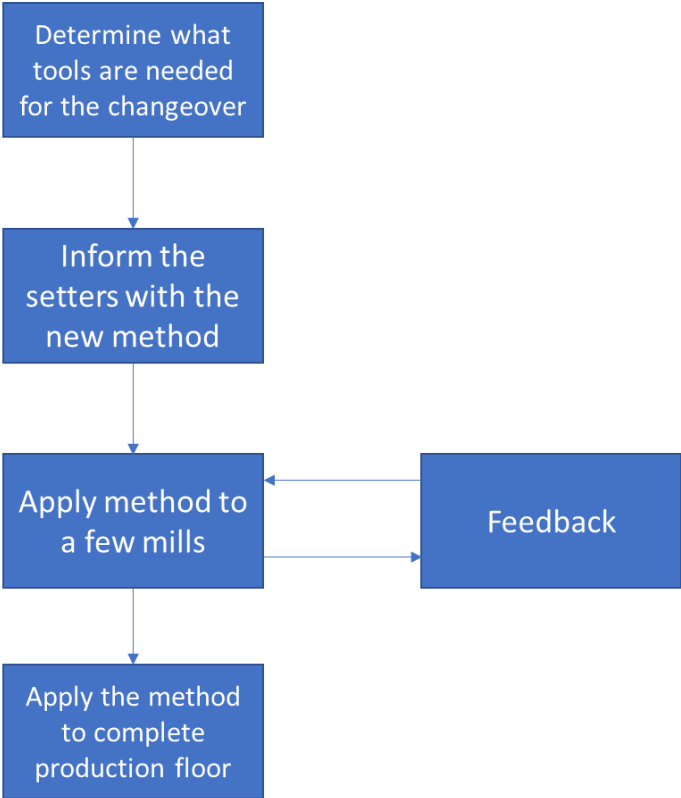 Determine what
tools are needed
for the changeover
Inform the
setters with the
new method
Apply method to
a few mills
Feedback
Apply the method
to complete
production floor